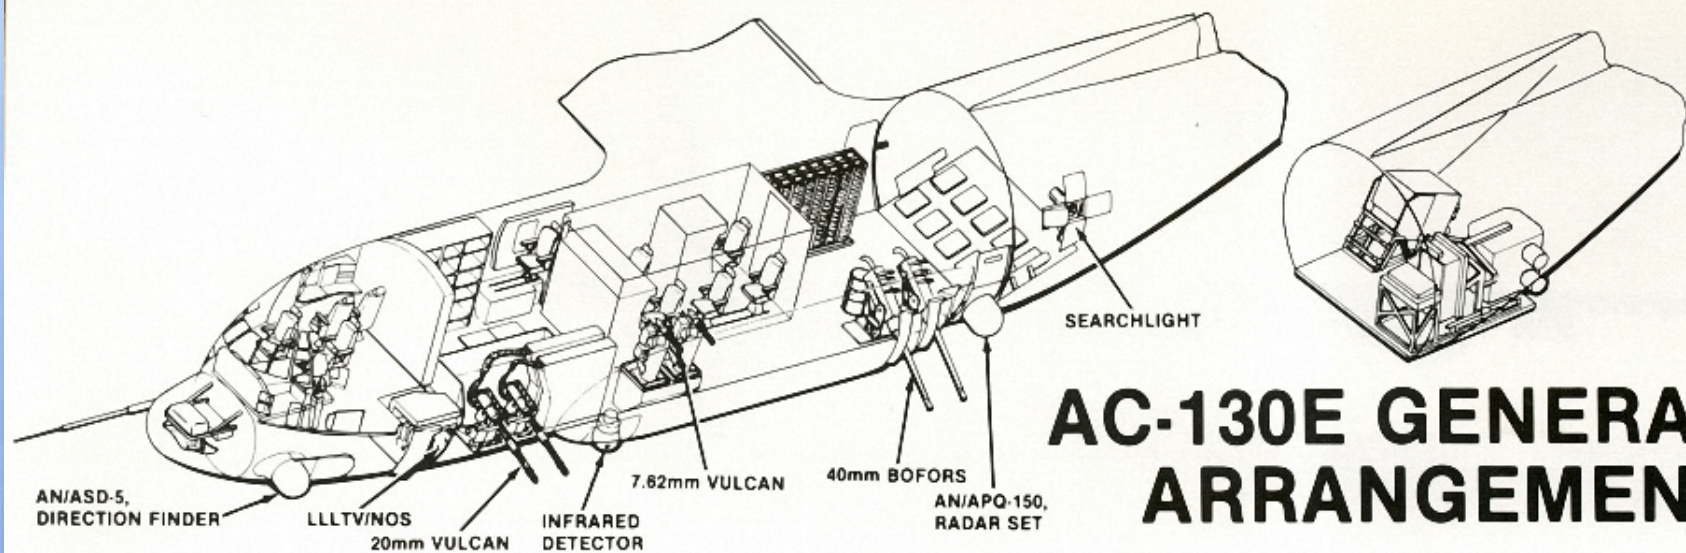 SEARCHLIGHT
AC-130E GENERA
ARRANGEMEN
7.62mm VULCAN
40mm BOFORS
AN/APQ-150,
RADAR SET
AN/ASD-5,
DIRECTION FINDER
LLLTV/NOS
20mm VULCAN
INFRARED
DETECTOR